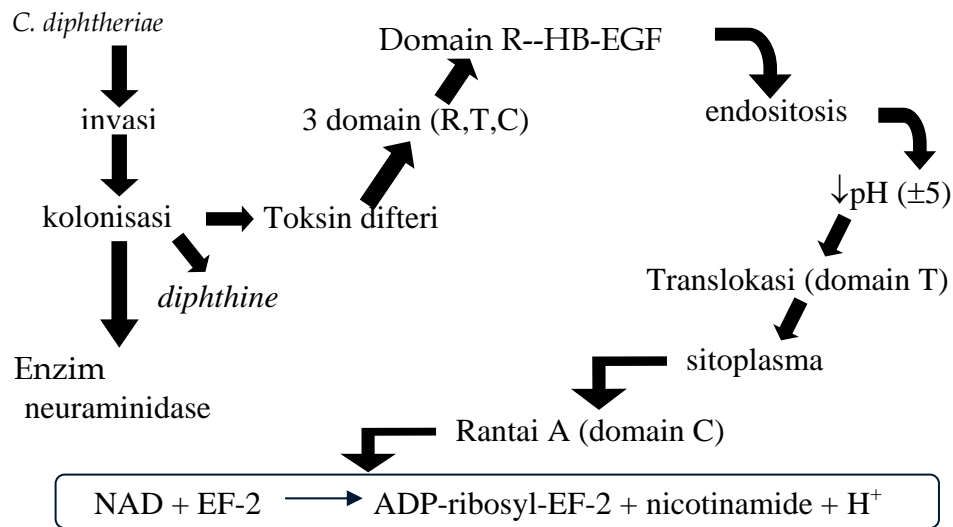 C. diphtheriae
invasi
kolonisasi
Enzim
neuraminidase
diphthine
Toksin difteri
3 domain (R,T,C)
Domain R--HB-EGF
endositosis
↓pH (±5)
Translokasi (domain T)
sitoplasma
Rantai A (domain C)
NAD + EF-2 → ADP-ribosyl-EF-2 + nicotinamide + H⁺